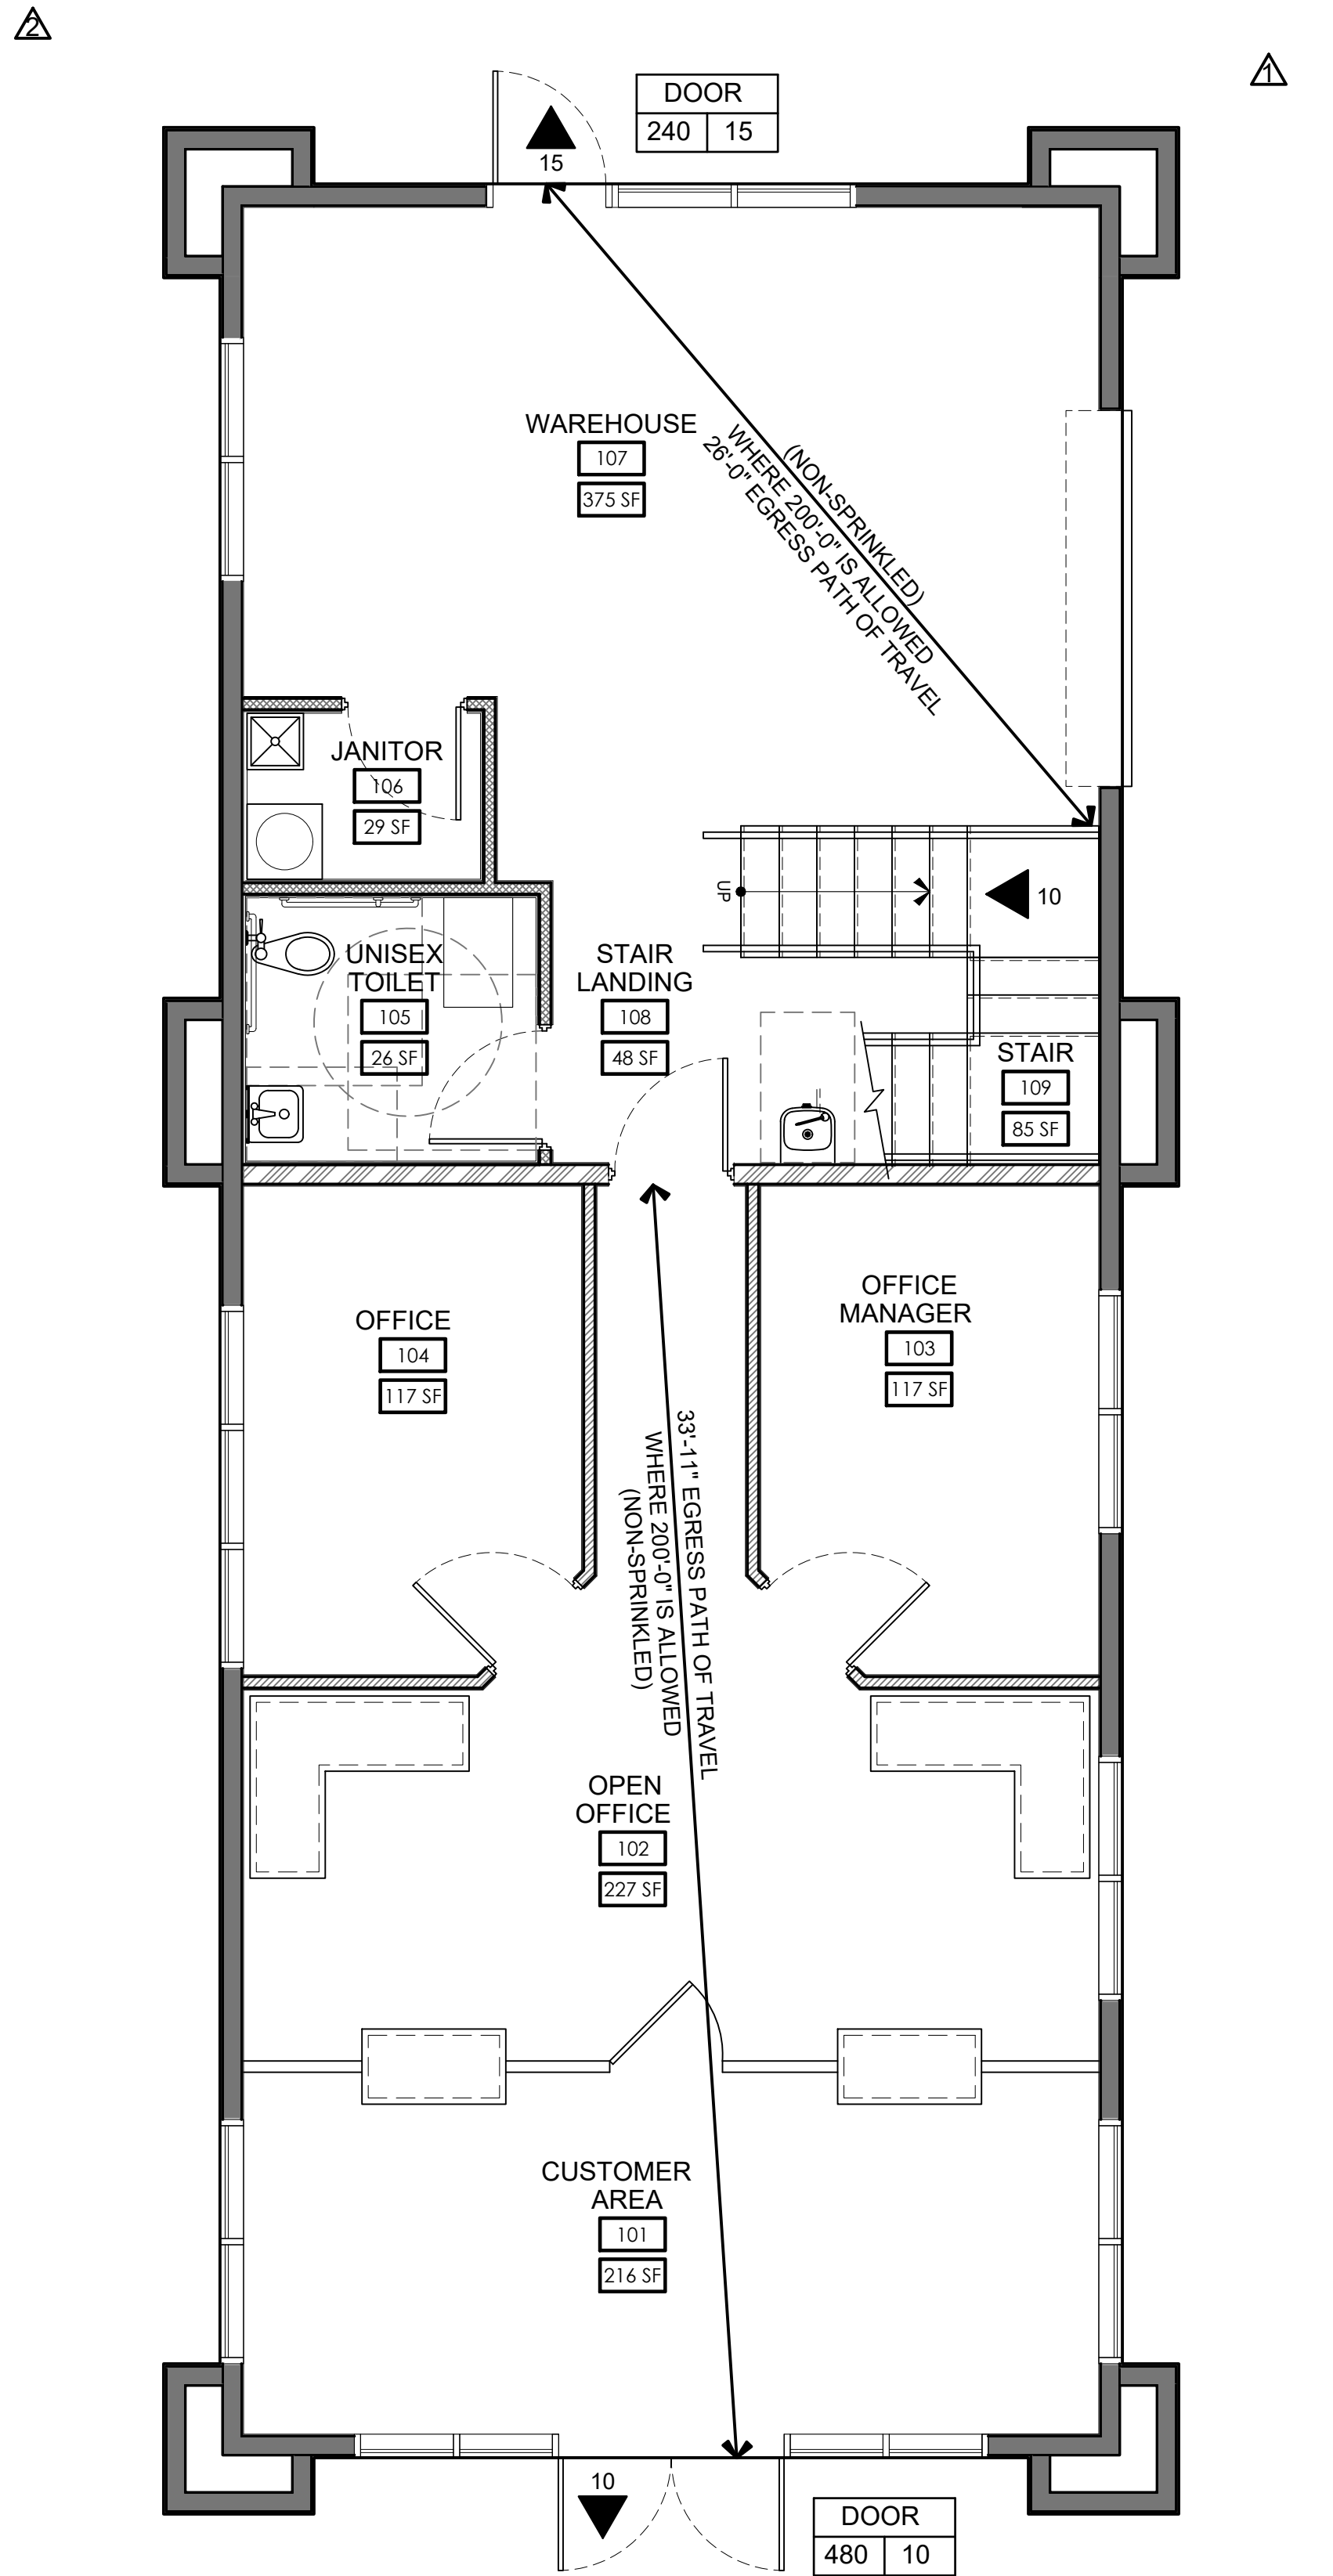 2
1
DOOR
240 15
15
WAREHOUSE
107
375 SF
(NON-SPRINKLED)
WHERE 200'-0" IS ALLOWED
26'-0" EGRESS PATH OF TRAVEL
JANITOR
106
29 SF
UP
10
UNISEX
TOILET
105
26 SF
STAIR
LANDING
108
48 SF
STAIR
109
85 SF
OFFICE
104
117 SF
OFFICE
MANAGER
103
117 SF
33'-11" EGRESS PATH OF TRAVEL
WHERE 200'-0" IS ALLOWED
(NON-SPRINKLED)
OPEN
OFFICE
102
227 SF
CUSTOMER
AREA
101
216 SF
10
DOOR
480 10